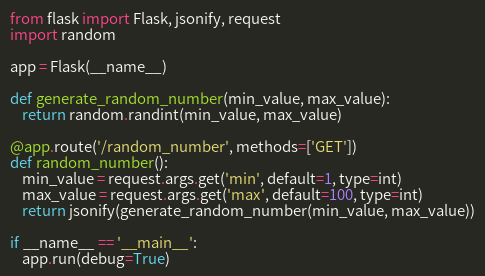 from flask import Flask, jsonify, request
import random

app = Flask(__name__)

def generate_random_number(min_value, max_value):
    return random.randint(min_value, max_value)

@app.route('/random_number', methods=['GET'])
def random_number():
    min_value = request.args.get('min', default=1, type=int)
    max_value = request.args.get('max', default=100, type=int)
    return jsonify(generate_random_number(min_value, max_value))

if __name__ == '__main__':
    app.run(debug=True)